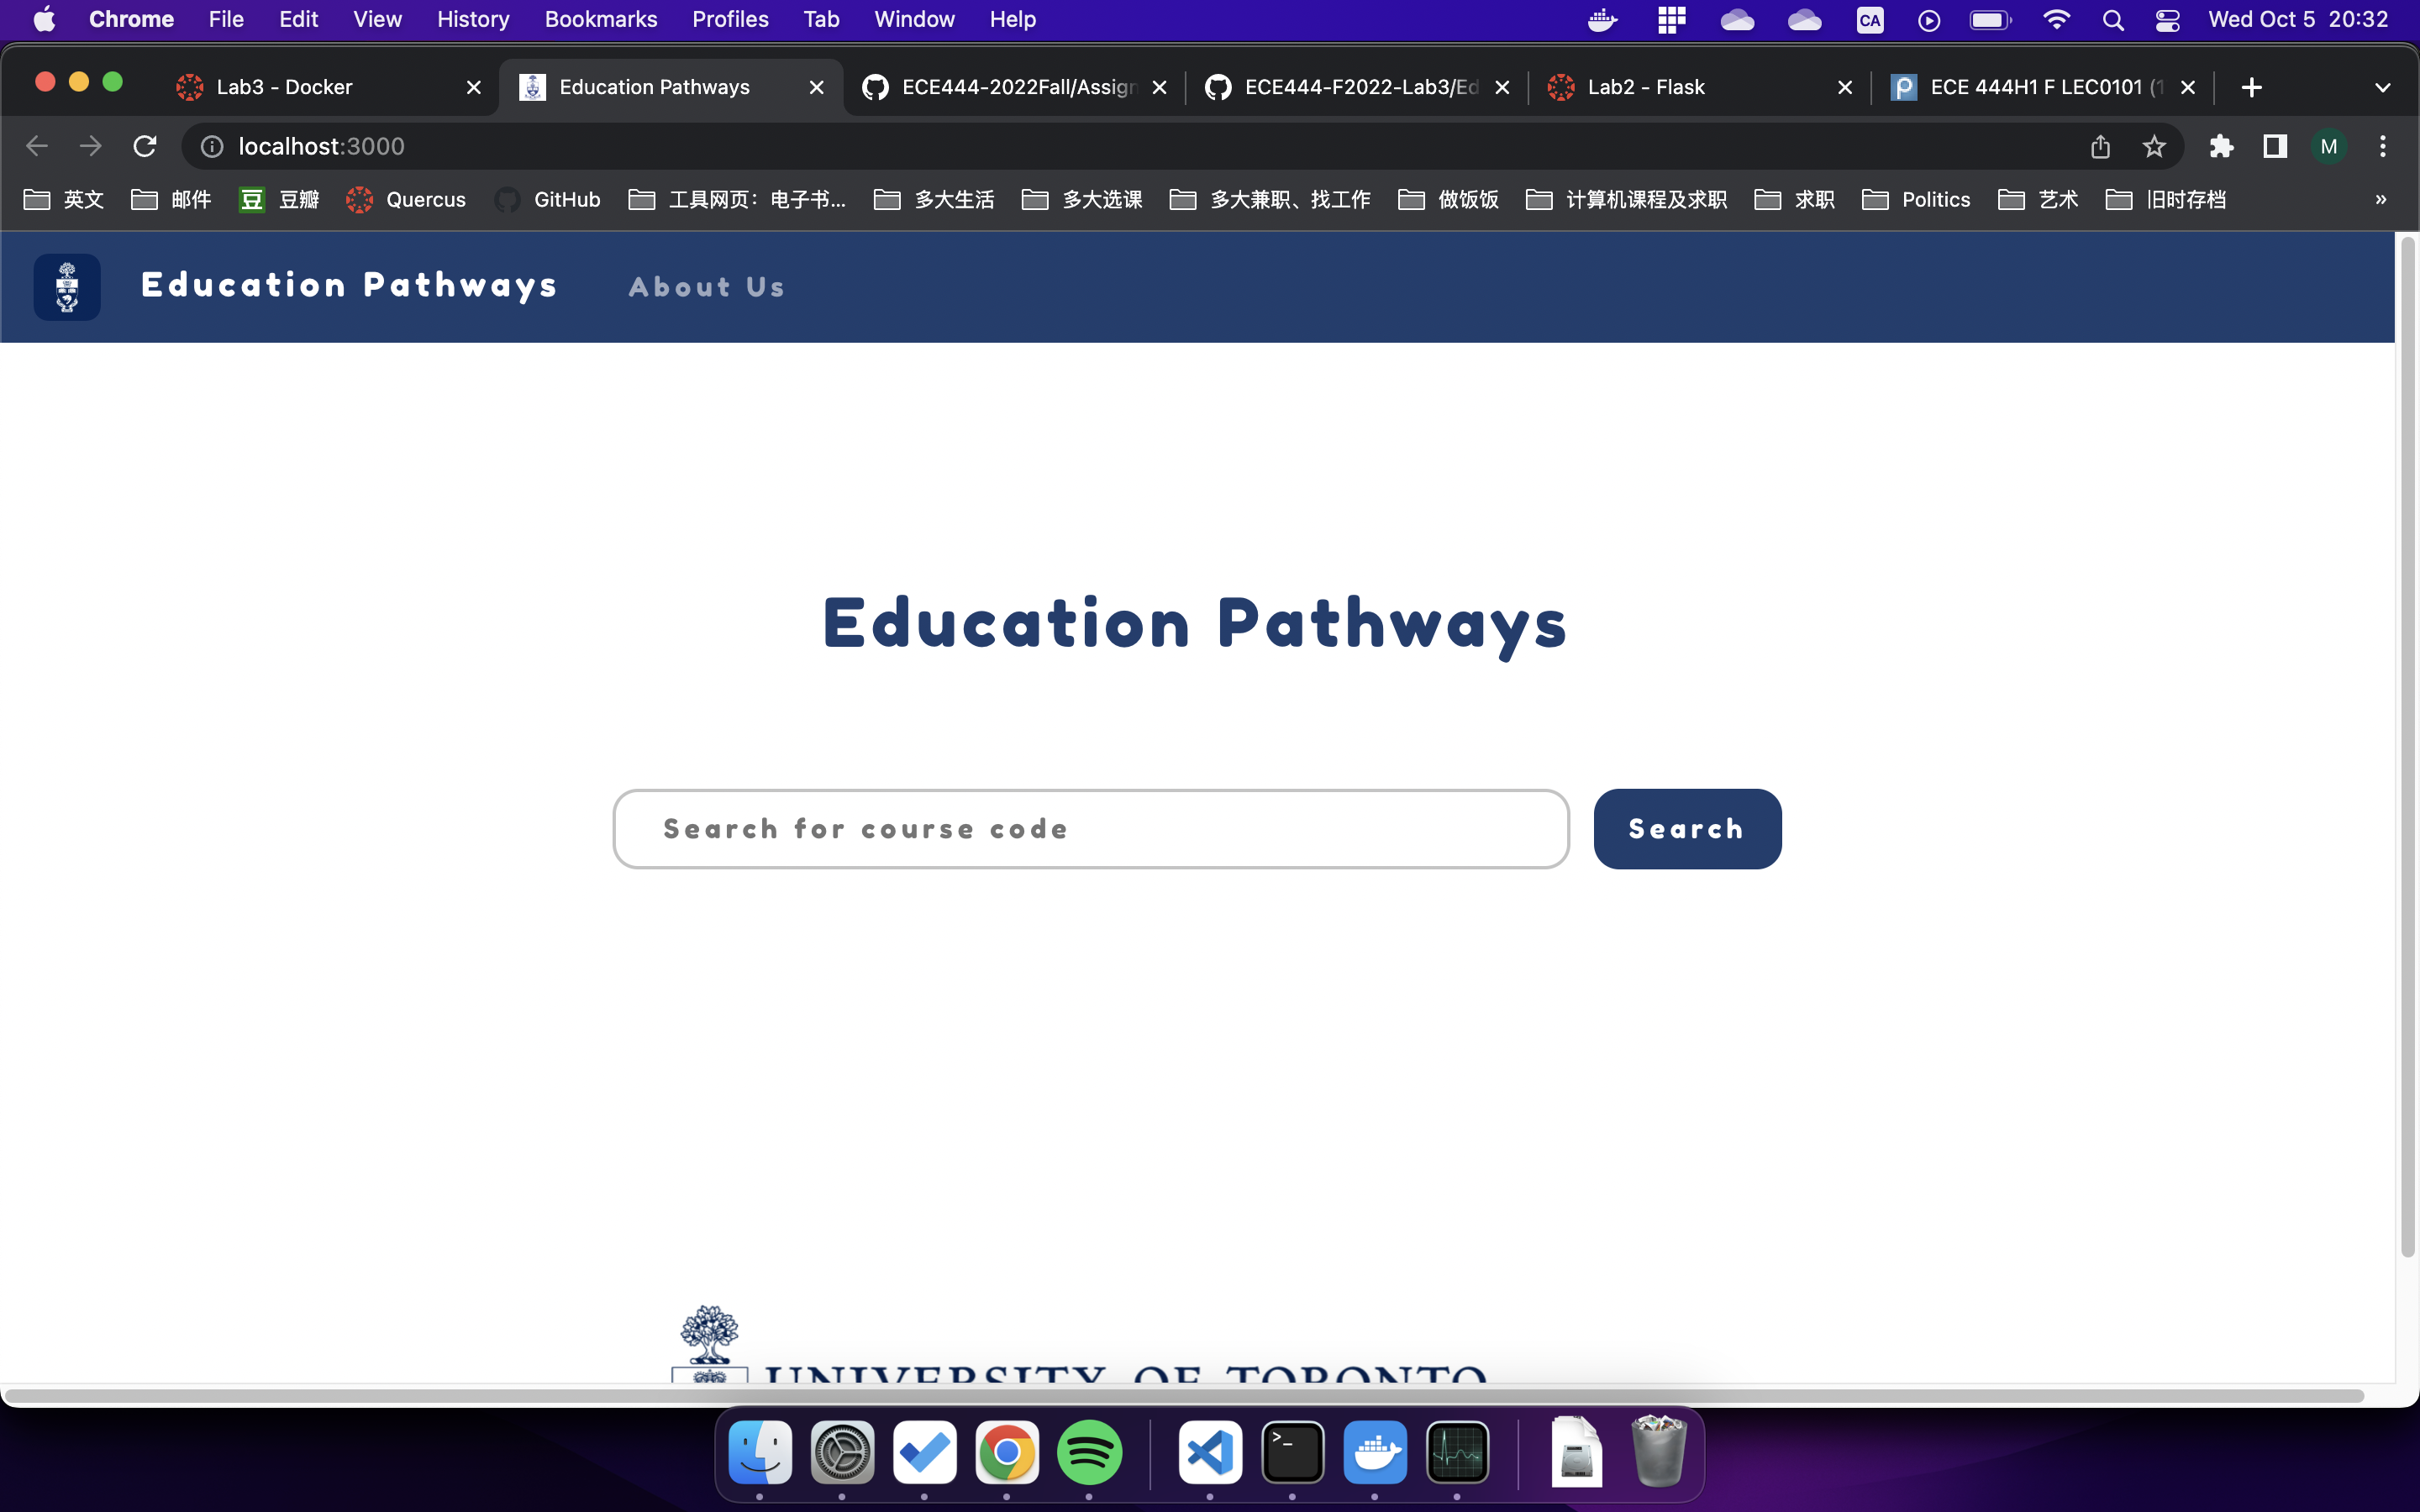 Chrome File Edit View History Bookmarks Profiles Tab Window Help CA Wed Oct 5 20:32
Lab3 - Docker Education Pathways ECE444-2022Fall/Assign ECE444-F2022-Lab3/Ed Lab2 - Flask ECE 444H1 F LEC0101 (1
localhost:3000 M
英文 邮件 豆 豆瓣 Quercus GitHub 工具网页：电子书... 多大生活 多大选课 多大兼职、找工作 做饭饭 计算机课程及求职 求职 Politics 艺术 旧时存档 »
Education Pathways About Us
Education Pathways
Search for course code Search
UNIVERSITY OF TORONTO